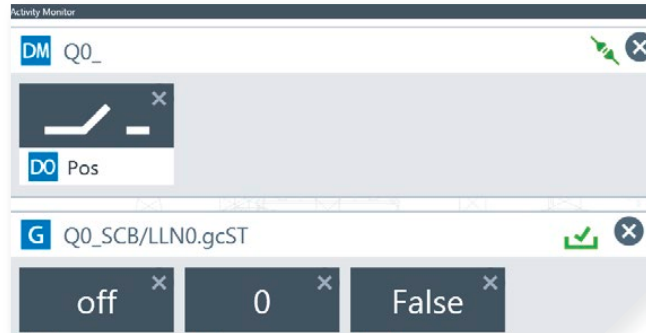 Activity Monitor
DM Q0_
DO Pos
G Q0_SCB/LLN0.gcST
off 0 False